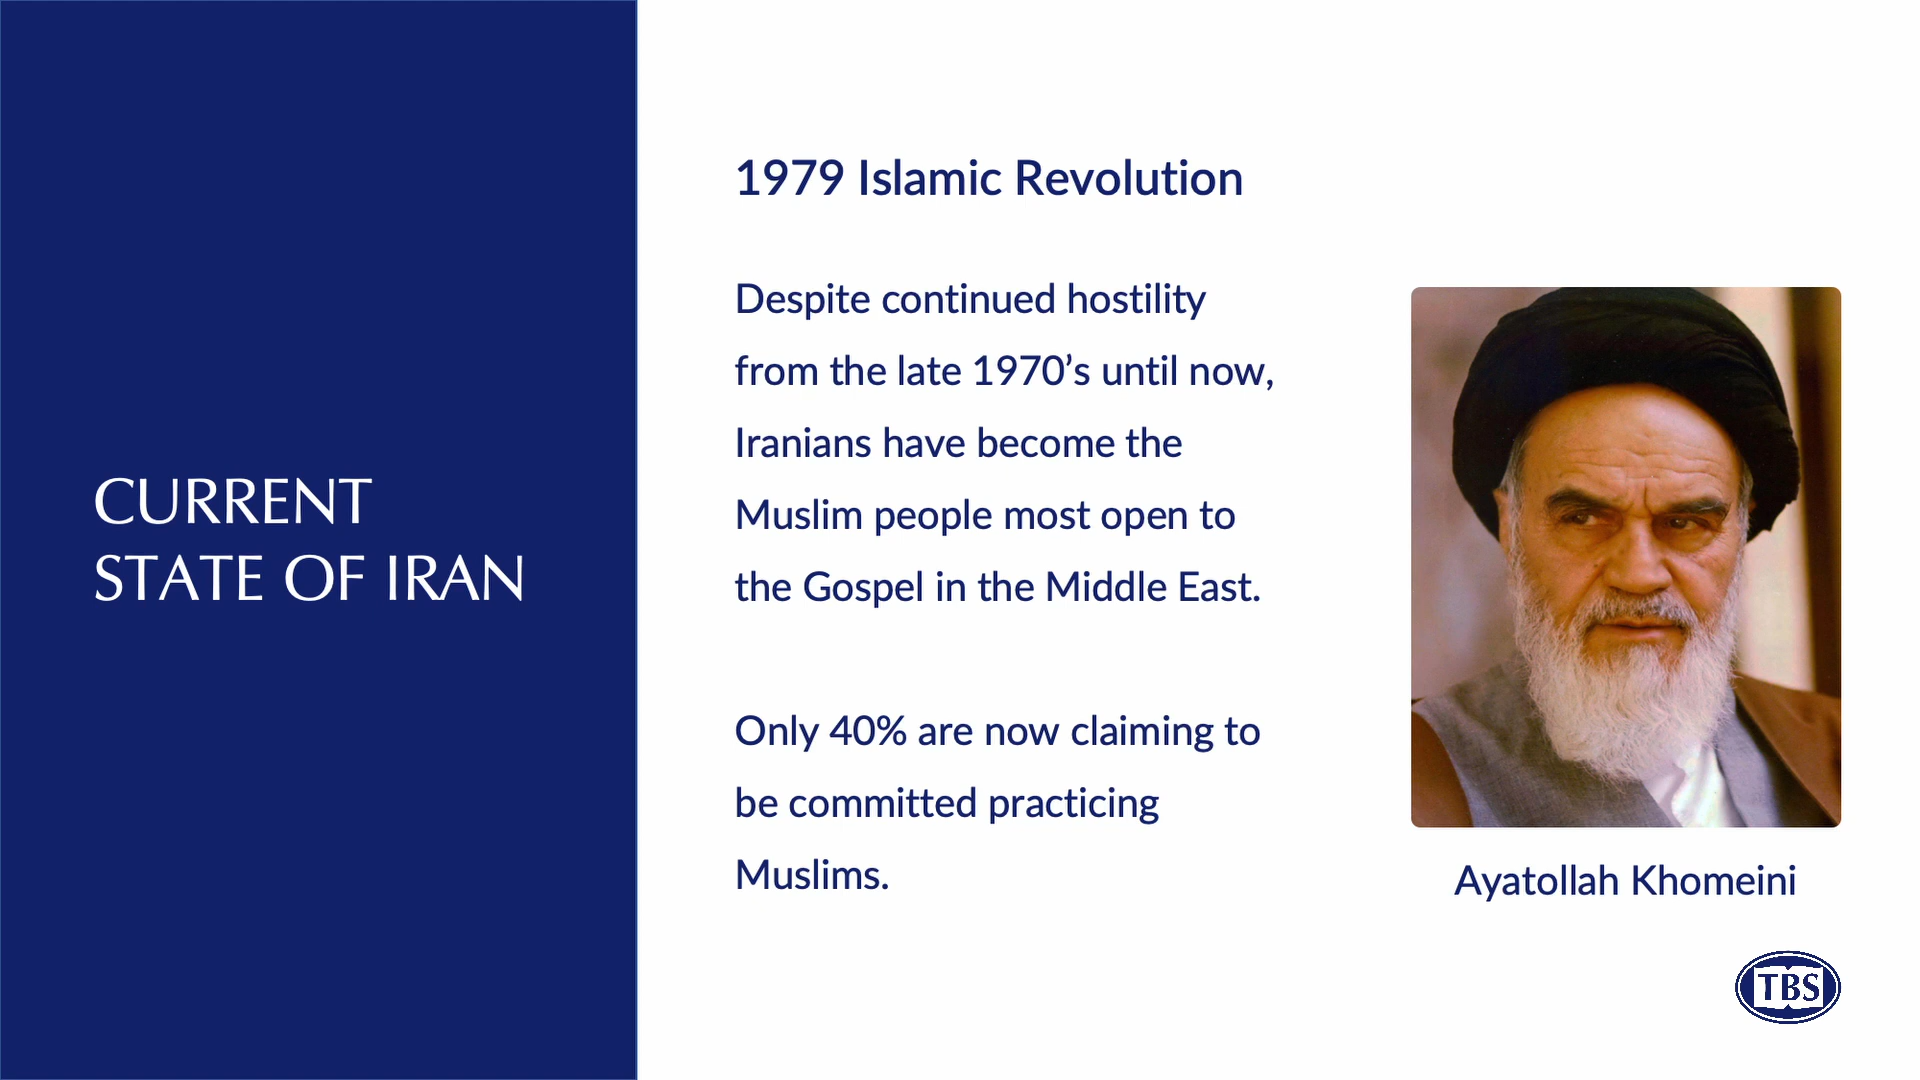 CURRENT
STATE OF IRAN
1979 Islamic Revolution
Despite continued hostility
from the late 1970’s until now,
Iranians have become the
Muslim people most open to
the Gospel in the Middle East.
Only 40% are now claiming to
be committed practicing
Muslims.
Ayatollah Khomeini
TBS